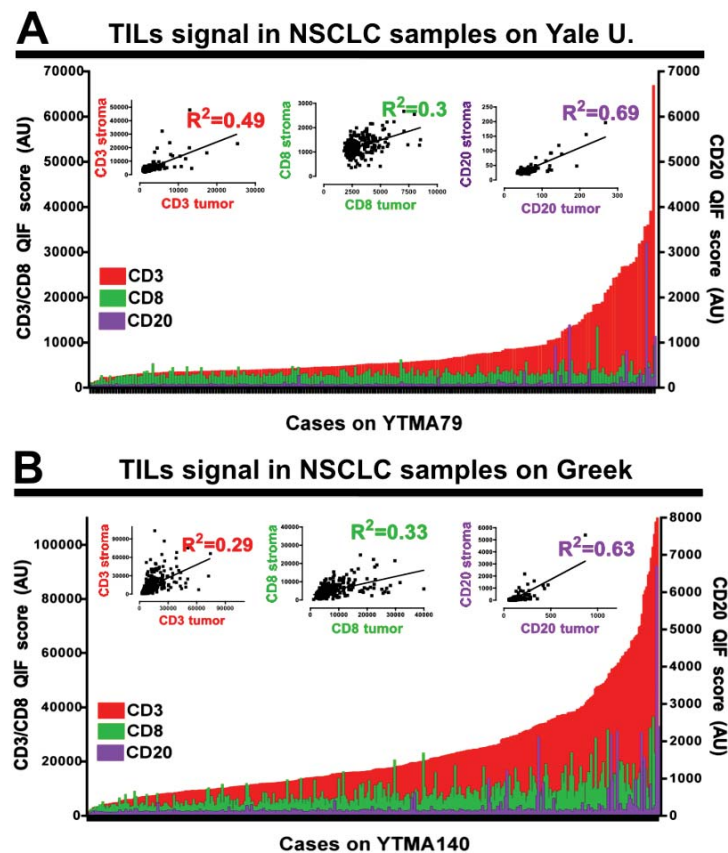 A
TILs signal in NSCLC samples on Yale U.
CD3/CD8 QIF score (AU)
70000
60000
50000
40000
30000
20000
10000
0
CD3 stroma
50000
40000
30000
20000
10000
0
R²=0.49
0 10000 20000 30000
CD3 tumor
CD8 stroma
3000
2000
1000
0
R²=0.3
0 2500 5000 7500 10000
CD8 tumor
CD20 stroma
250
200
150
100
50
0
R²=0.69
0 100 200 300
CD20 tumor
CD3
CD8
CD20
7000
6000
5000
4000
3000
2000
1000
0
CD20 QIF score (AU)
Cases on YTMA79
B
TILs signal in NSCLC samples on Greek
CD3/CD8 QIF score (AU)
100000
80000
60000
40000
20000
0
CD3 stroma
90000
60000
30000
0
R²=0.29
0 30000 60000 90000
CD3 tumor
CD8 stroma
40000
30000
20000
10000
0
R²=0.33
0 10000 20000 30000 40000
CD8 tumor
CD20 stroma
6000
5000
4000
3000
2000
1000
0
R²=0.63
0 500 1000
CD20 tumor
CD3
CD8
CD20
8000
7000
6000
5000
4000
3000
2000
1000
0
CD20 QIF score (AU)
Cases on YTMA140